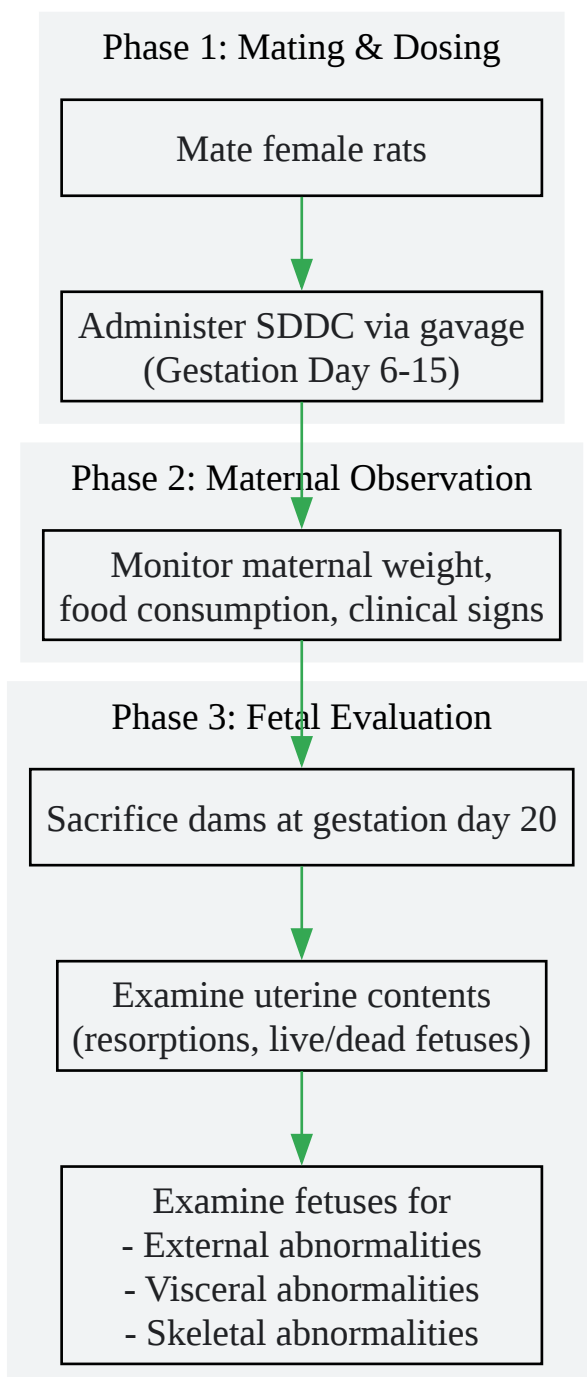 Phase 1: Mating & Dosing
Mate female rats
Administer SDDC via gavage
(Gestation Day 6-15)
Phase 2: Maternal Observation
Monitor maternal weight,
food consumption, clinical signs
Phase 3: Fetal Evaluation
Sacrifice dams at gestation day 20
Examine uterine contents
(resorptions, live/dead fetuses)
Examine fetuses for
- External abnormalities
- Visceral abnormalities
- Skeletal abnormalities